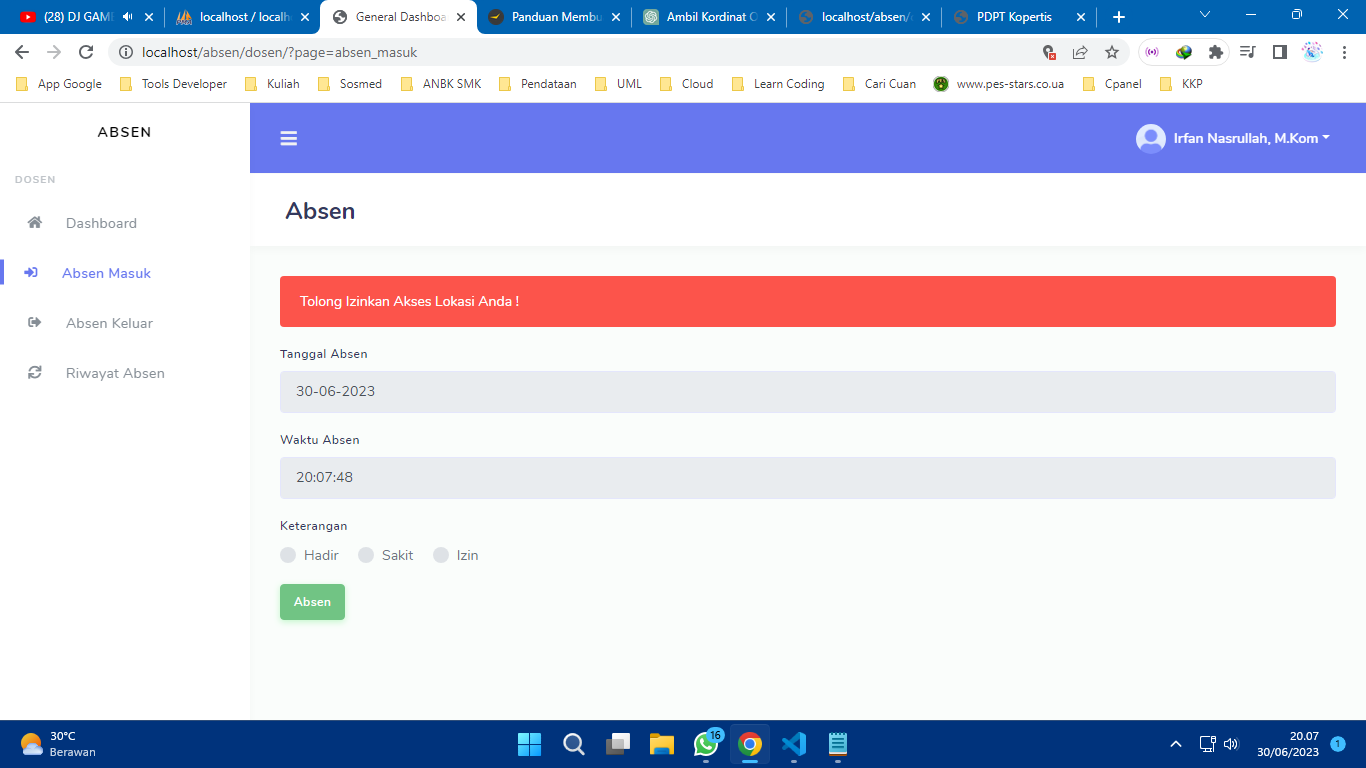 (28) DJ GAM
localhost / localh
General Dashboa
Panduan Membu
Ambil Kordinat O
localhost/absen/
PDPT Kopertis
localhost/absen/dosen/?page=absen_masuk
App Google
Tools Developer
Kuliah
Sosmed
ANBK SMK
Pendataan
UML
Cloud
Learn Coding
Cari Cuan
www.pes-stars.co.ua
Cpanel
KKP
ABSEN
Irfan Nasrullah, M.Kom
DOSEN
Dashboard
Absen Masuk
Absen Keluar
Riwayat Absen
Absen
Tolong Izinkan Akses Lokasi Anda !
Tanggal Absen
30-06-2023
Waktu Absen
20:07:48
Keterangan
Hadir Sakit Izin
Absen
30°C
Berawan
16
20.07
30/06/2023
1